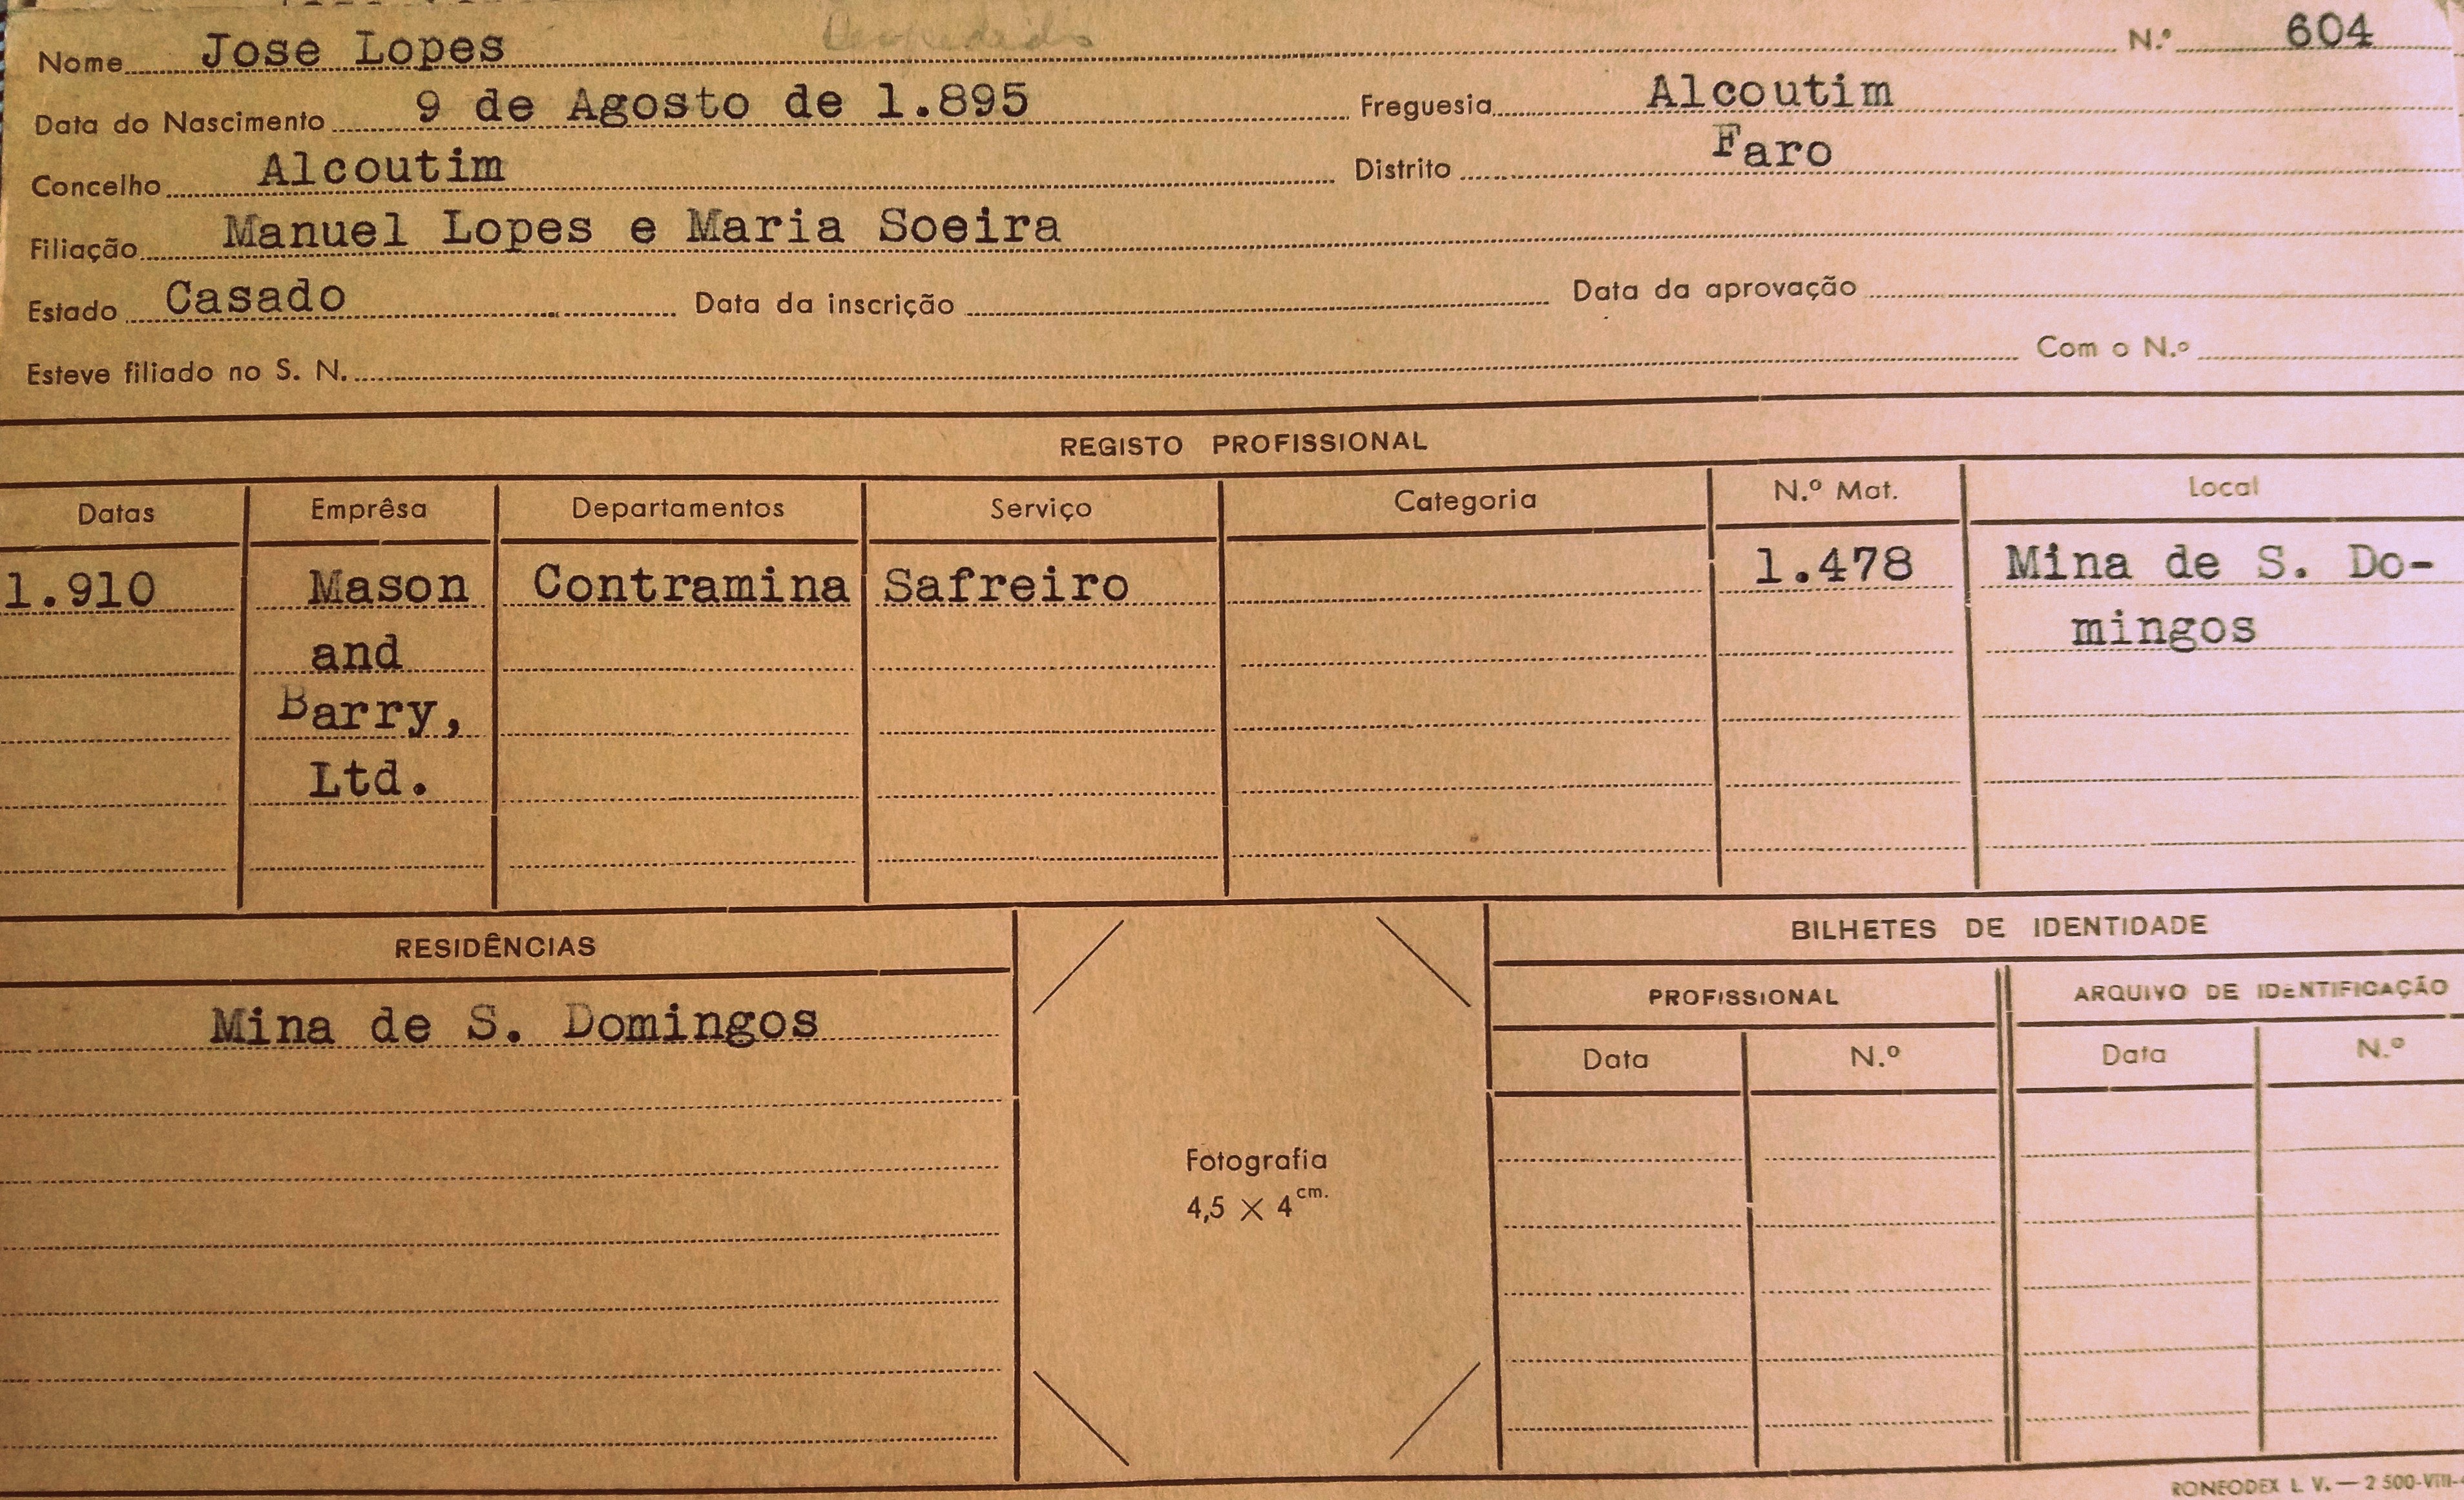 Nome Jose Lopes Despedido N.º 604
Data do Nascimento 9 de Agosto de 1.895 Freguesia Alcoutim
Concelho Alcoutim Distrito Faro
Filiação Manuel Lopes e Maria Soeira
Estado Casado Data da inscrição Data da aprovação
Esteve filiado no S. N. Com o N.º
REGISTO PROFISSIONAL
Datas Emprêsa Departamentos Serviço Categoria N.º Mat. Local
1.910 Mason Contramina Safreiro 1.478 Mina de S. Do-
and mingos
Barry,
Ltd.
RESIDÊNCIAS BILHETES DE IDENTIDADE
PROFISSIONAL ARQUIVO DE IDENTIFICAÇÃO
Mina de S. Domingos
Data N.º Data N.º
Fotografia
4,5 × 4 cm.
RONEODEX L. V. — 2 500-VIII-